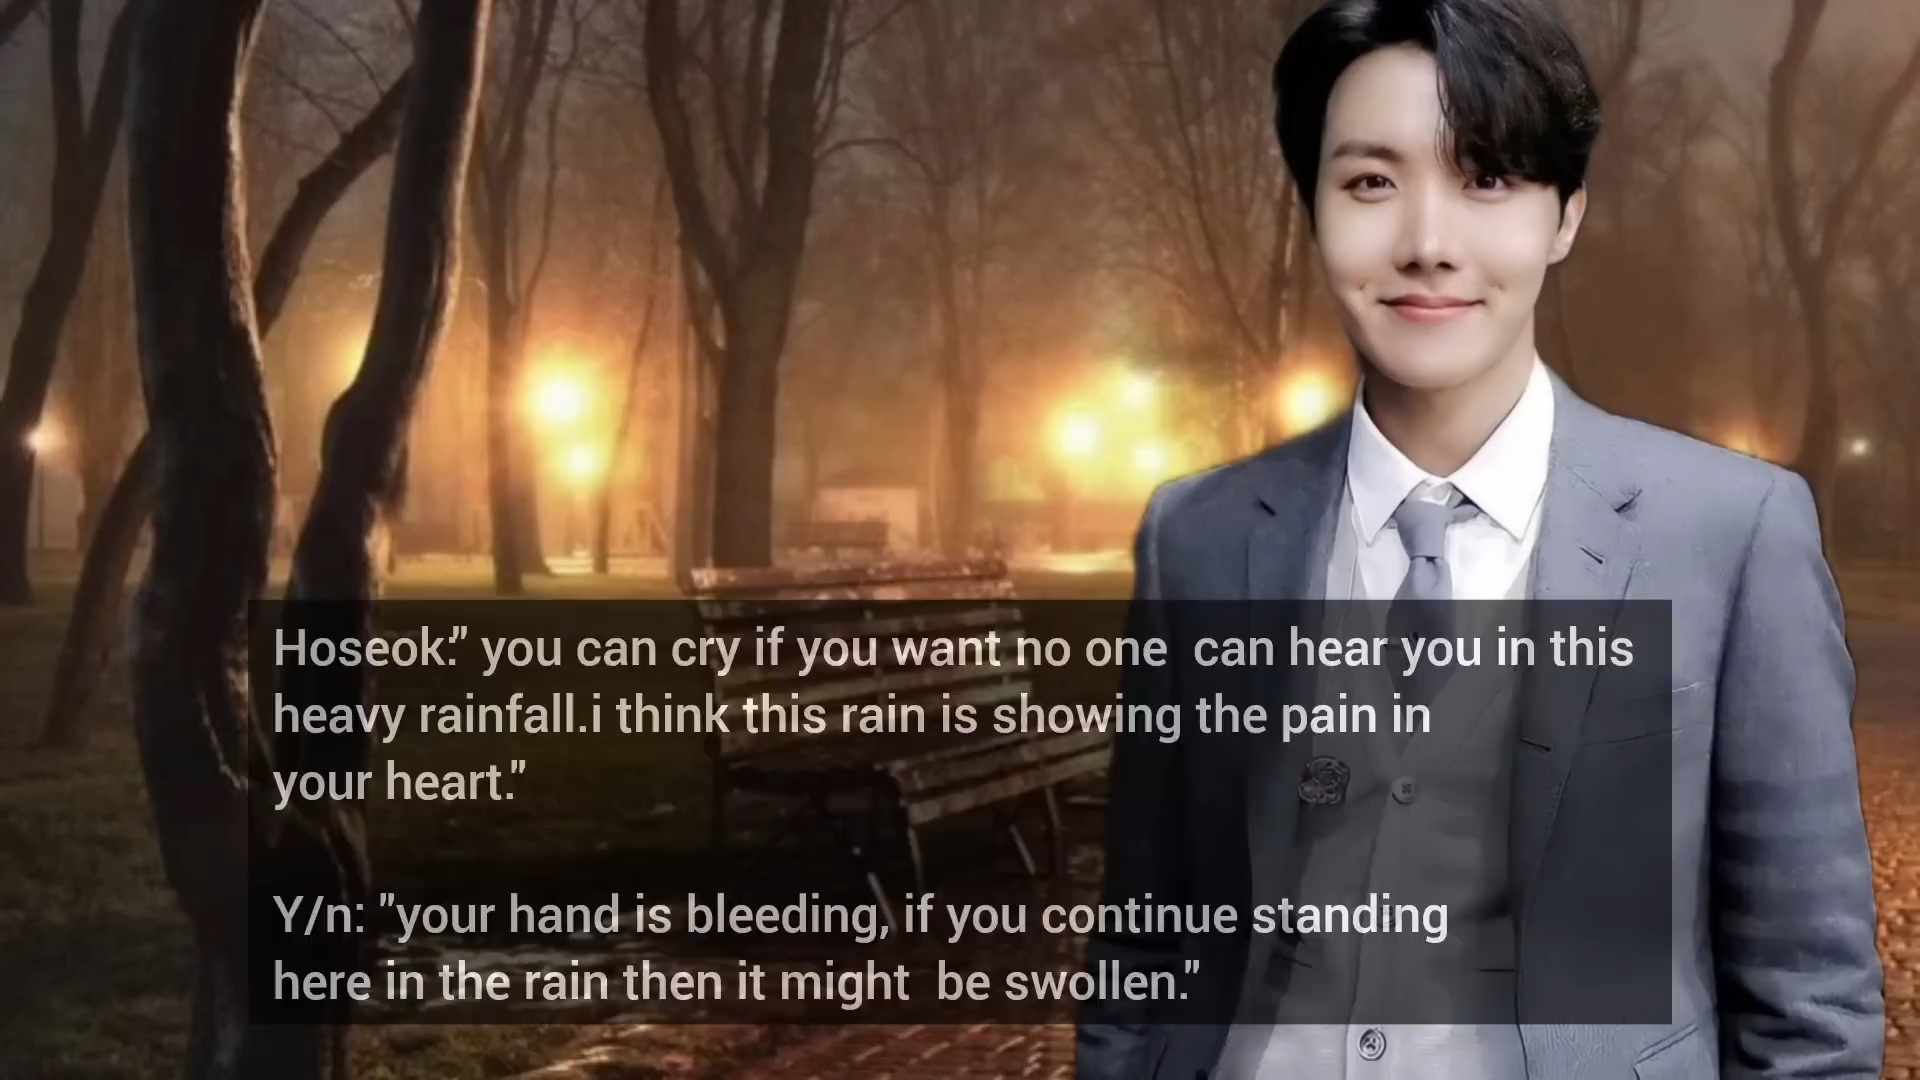 Hoseok:" you can cry if you want no one  can hear you in this
heavy rainfall.i think this rain is showing the pain in
your heart."
Y/n: "your hand is bleeding, if you continue standing
here in the rain then it might  be swollen."